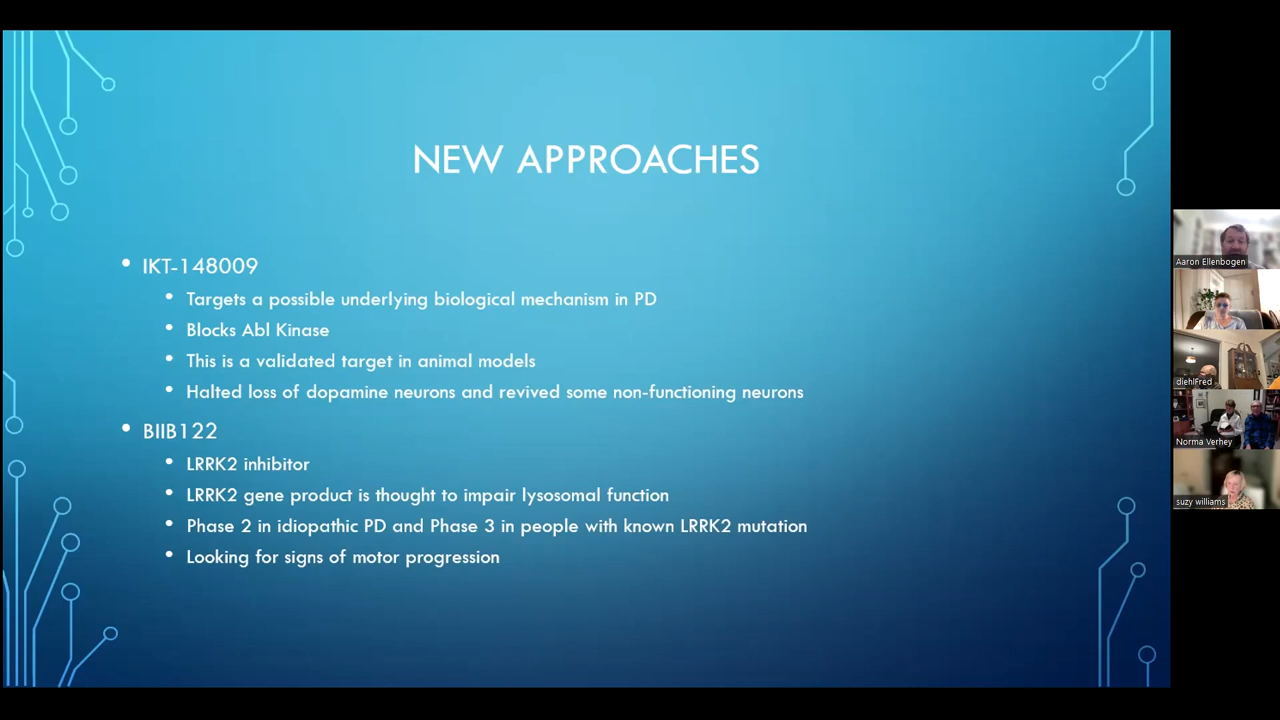 NEW APPROACHES
IKT-148009
Targets a possible underlying biological mechanism in PD
Blocks Abl Kinase
This is a validated target in animal models
Halted loss of dopamine neurons and revived some non-functioning neurons
BIIB122
LRRK2 inhibitor
LRRK2 gene product is thought to impair lysosomal function
Phase 2 in idiopathic PD and Phase 3 in people with known LRRK2 mutation
Looking for signs of motor progression
Aaron Ellenbogen
diehlFred
Norma Verhey
suzy williams